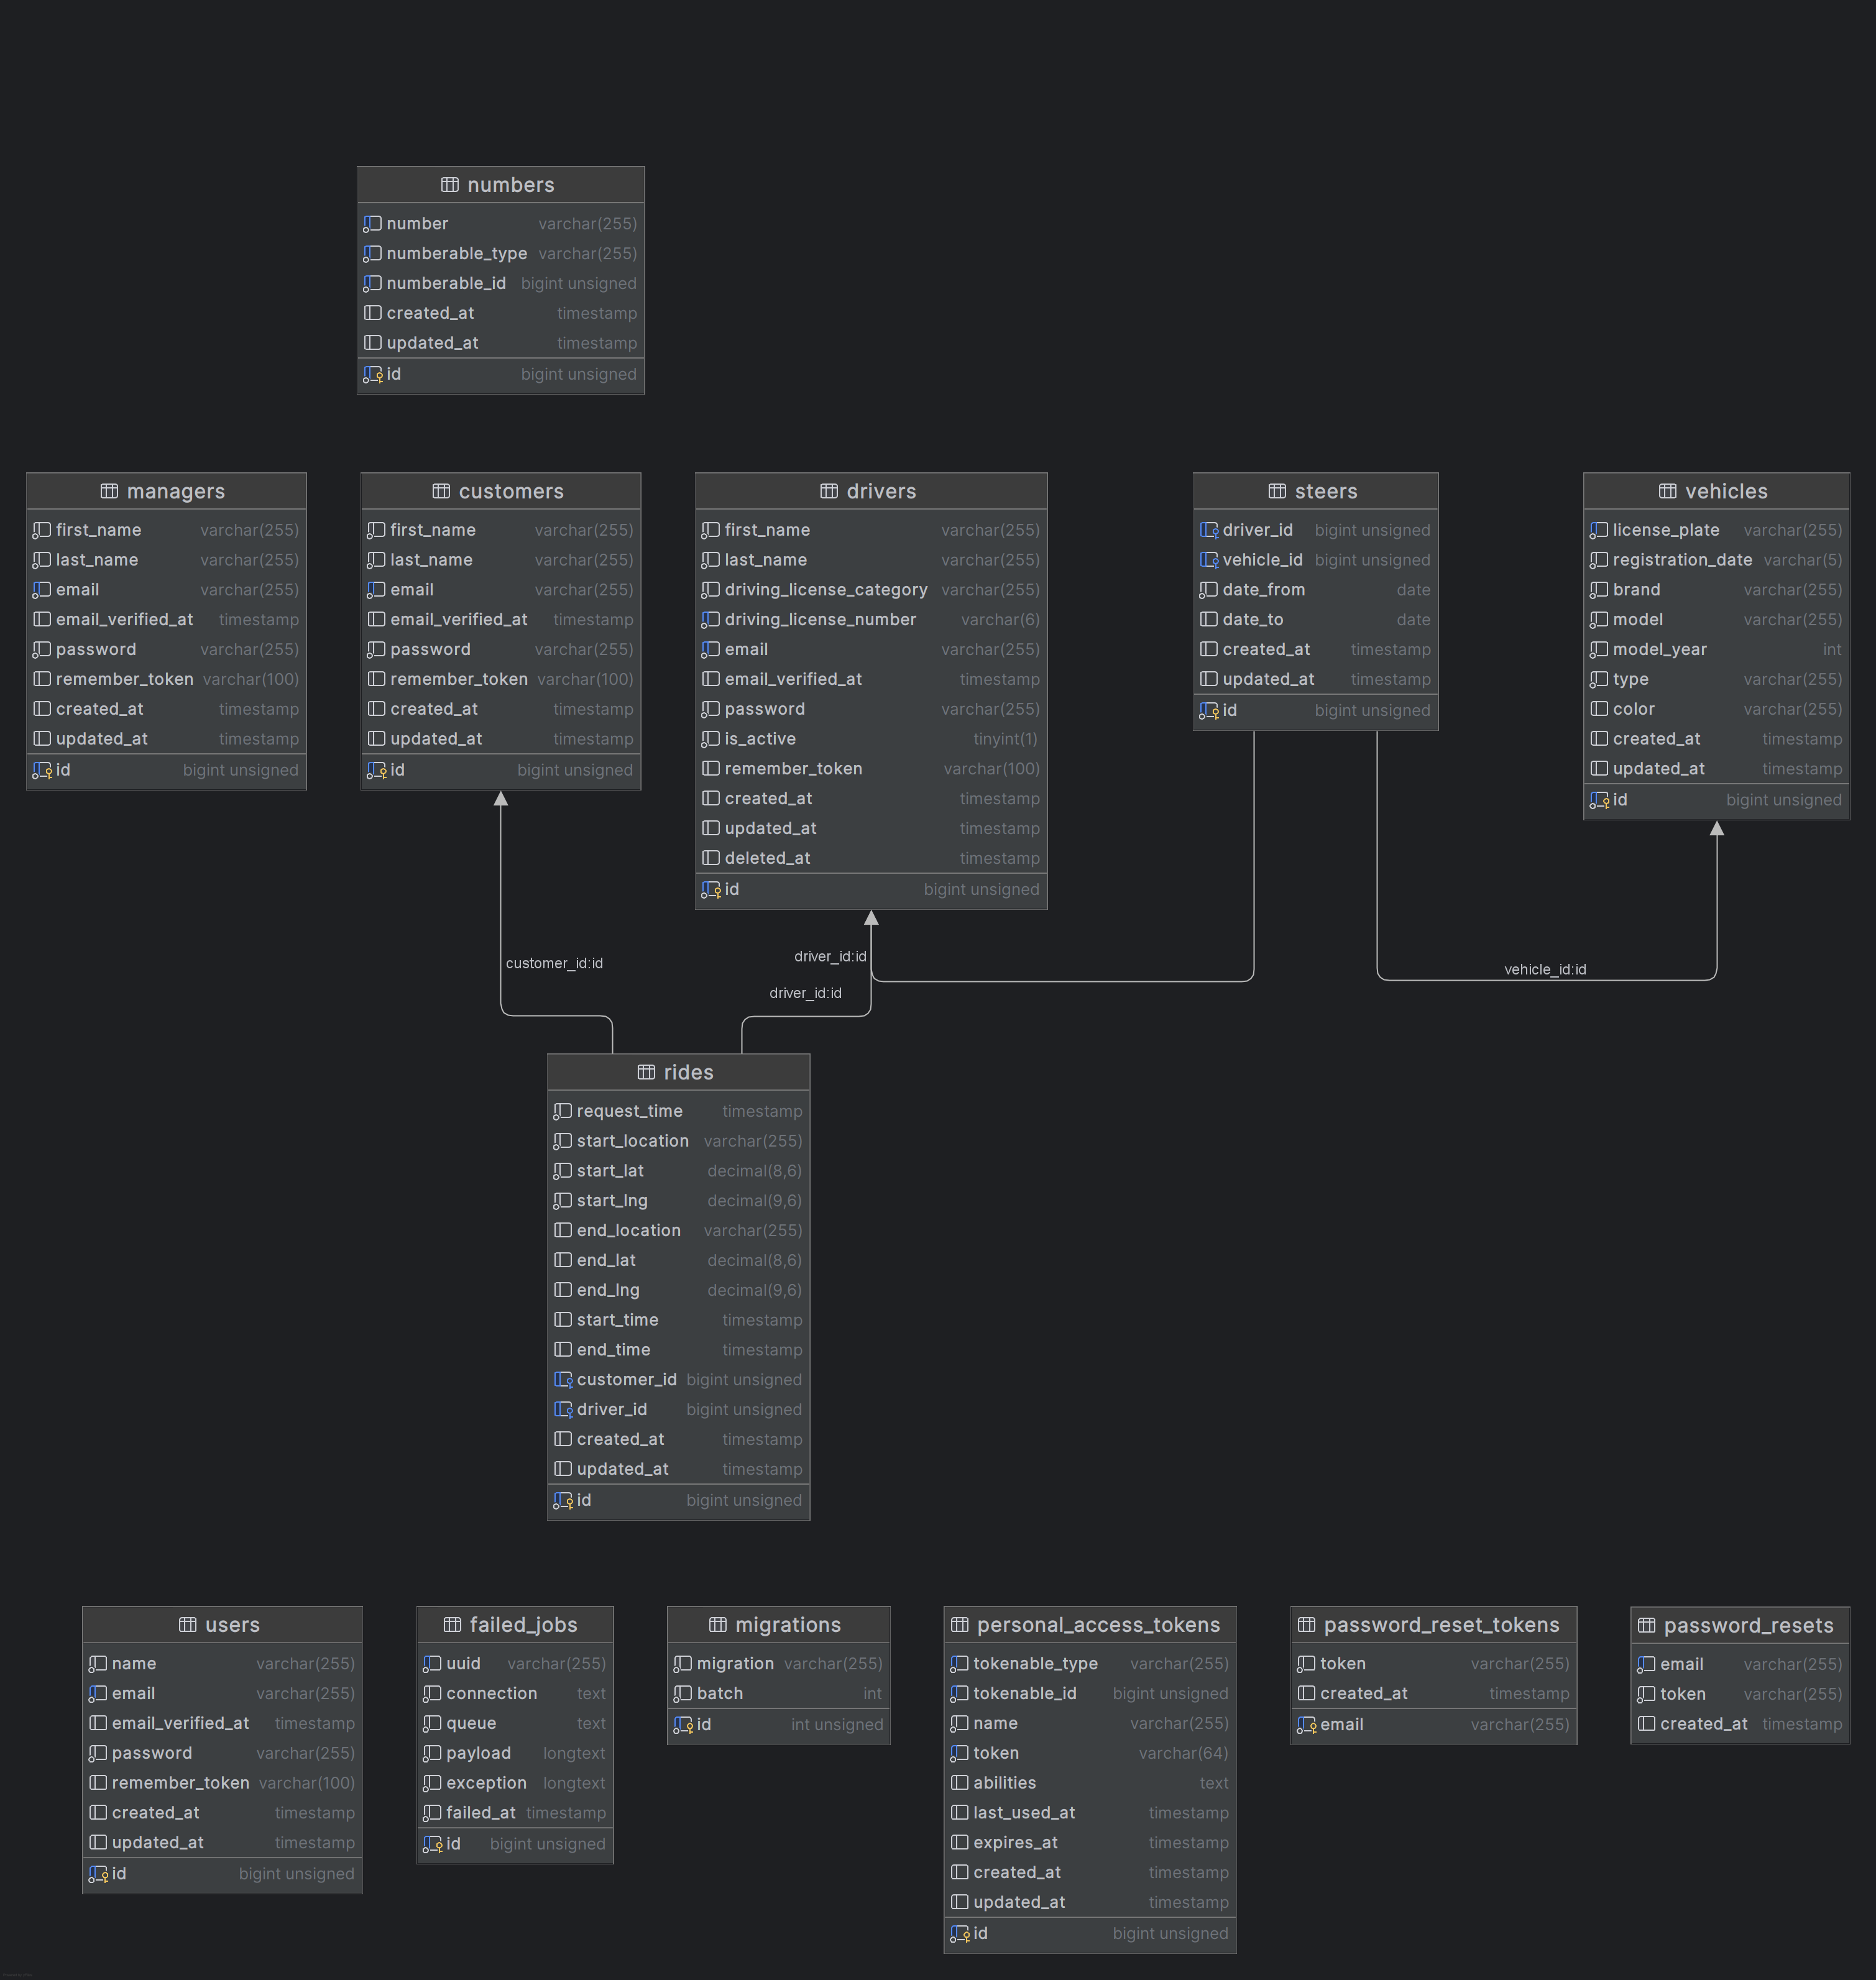 numbers
number varchar(255)
numberable_type varchar(255)
numberable_id bigint unsigned
created_at timestamp
updated_at timestamp
id bigint unsigned
managers
first_name varchar(255)
last_name varchar(255)
email varchar(255)
email_verified_at timestamp
password varchar(255)
remember_token varchar(100)
created_at timestamp
updated_at timestamp
id bigint unsigned
customers
first_name varchar(255)
last_name varchar(255)
email varchar(255)
email_verified_at timestamp
password varchar(255)
remember_token varchar(100)
created_at timestamp
updated_at timestamp
id bigint unsigned
drivers
first_name varchar(255)
last_name varchar(255)
driving_license_category varchar(255)
driving_license_number varchar(6)
email varchar(255)
email_verified_at timestamp
password varchar(255)
is_active tinyint(1)
remember_token varchar(100)
created_at timestamp
updated_at timestamp
deleted_at timestamp
id bigint unsigned
steers
driver_id bigint unsigned
vehicle_id bigint unsigned
date_from date
date_to date
created_at timestamp
updated_at timestamp
id bigint unsigned
vehicles
license_plate varchar(255)
registration_date varchar(5)
brand varchar(255)
model varchar(255)
model_year int
type varchar(255)
color varchar(255)
created_at timestamp
updated_at timestamp
id bigint unsigned
customer_id:id
driver_id:id
driver_id:id
vehicle_id:id
rides
request_time timestamp
start_location varchar(255)
start_lat decimal(8,6)
start_lng decimal(9,6)
end_location varchar(255)
end_lat decimal(8,6)
end_lng decimal(9,6)
start_time timestamp
end_time timestamp
customer_id bigint unsigned
driver_id bigint unsigned
created_at timestamp
updated_at timestamp
id bigint unsigned
users
name varchar(255)
email varchar(255)
email_verified_at timestamp
password varchar(255)
remember_token varchar(100)
created_at timestamp
updated_at timestamp
id bigint unsigned
failed_jobs
uuid varchar(255)
connection text
queue text
payload longtext
exception longtext
failed_at timestamp
id bigint unsigned
migrations
migration varchar(255)
batch int
id int unsigned
personal_access_tokens
tokenable_type varchar(255)
tokenable_id bigint unsigned
name varchar(255)
token varchar(64)
abilities text
last_used_at timestamp
expires_at timestamp
created_at timestamp
updated_at timestamp
id bigint unsigned
password_reset_tokens
token varchar(255)
created_at timestamp
email varchar(255)
password_resets
email varchar(255)
token varchar(255)
created_at timestamp